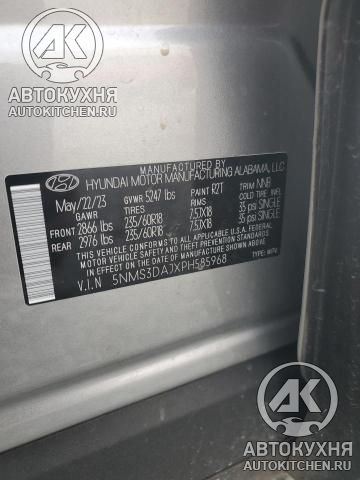 AK
АВТОКУХНЯ
AUTOKITCHEN.RU
MANUFACTURED BY
HYUNDAI MOTOR MANUFACTURING ALABAMA, LLC
May/22/23 GVWR 5247 lbs PAINT R2T TRIM NNB
GAWR TIRES RIMS COLD TIRE INFL
FRONT 2866 lbs 235/60R18 7.5JX18 35 psi SINGLE
REAR 2976 lbs 235/60R18 7.5JX18 35 psi SINGLE
THIS VEHICLE CONFORMS TO ALL APPLICABLE U.S.A. FEDERAL
MOTOR VEHICLE SAFETY AND THEFT PREVENTION STANDARDS
IN EFFECT ON THE DATE OF MANUFACTURE SHOWN ABOVE.
V.I.N 5NMS3DAJXPH585968 TYPE: MPV
AK
АВТОКУХНЯ
AUTOKITCHEN.RU